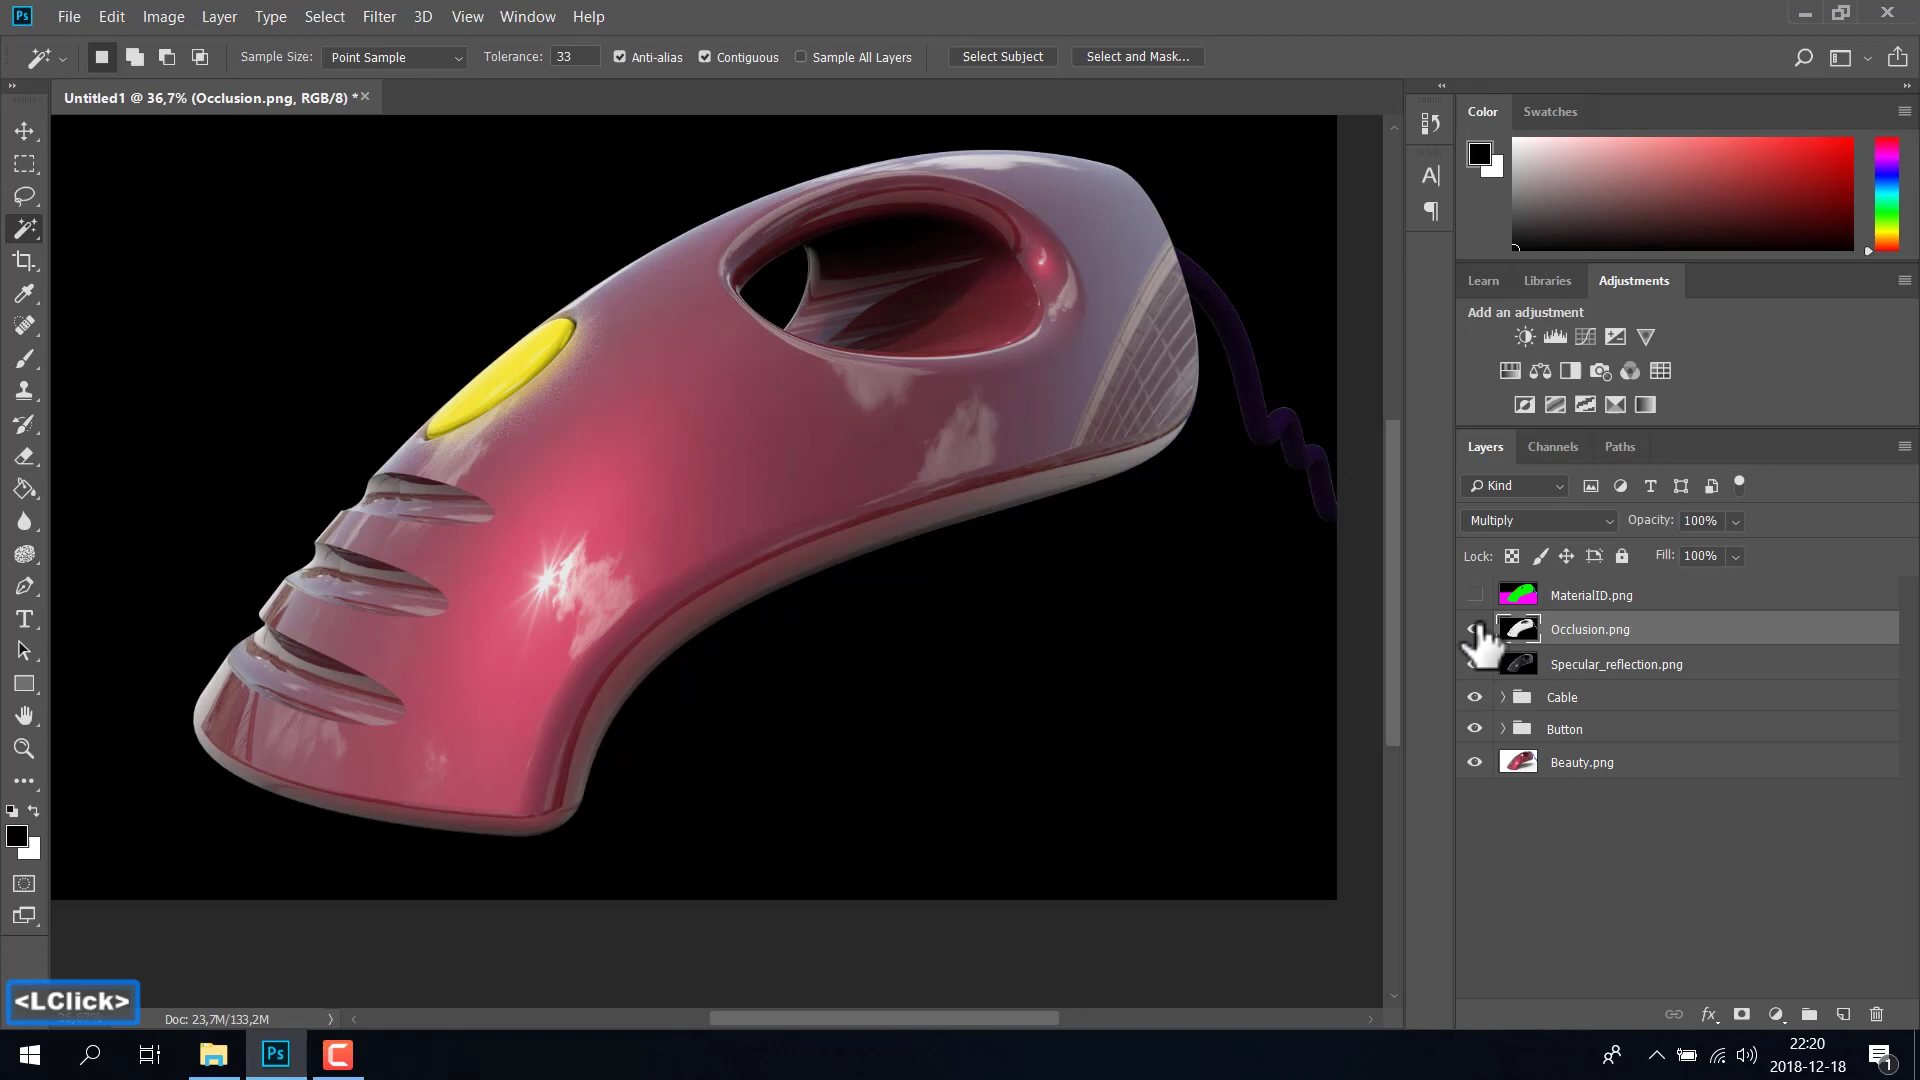 Ps File Edit Image Layer Type Select Filter 3D View Window Help
Sample Size: Point Sample Tolerance: 33 Anti-alias Contiguous Sample All Layers Select Subject Select and Mask...
Untitled1 @ 36,7% (Occlusion.png, RGB/8) *
Color Swatches
Learn Libraries Adjustments
Add an adjustment
Layers Channels Paths
Kind
Multiply Opacity: 100%
Lock: Fill: 100%
MaterialID.png
Occlusion.png
Specular_reflection.png
Cable
Button
Beauty.png
<LClick>
Doc: 23,7M/133,2M
Ps
22:20
2018-12-18
1